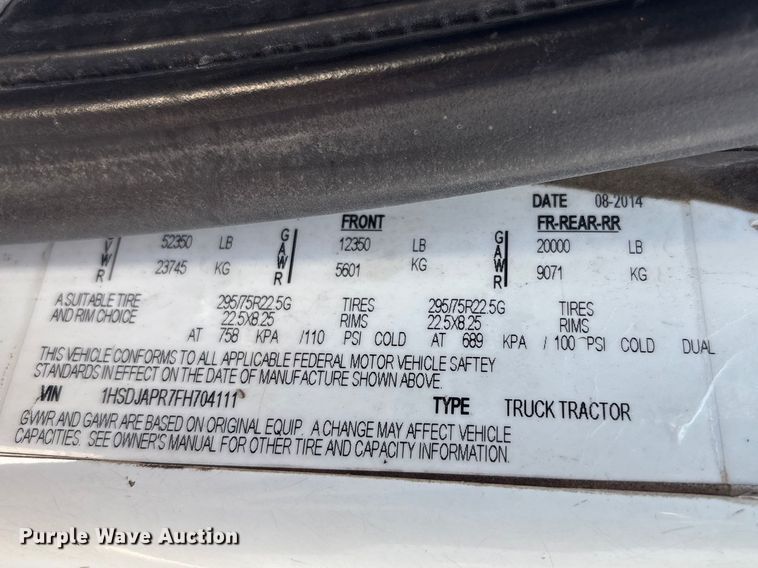 DATE 08-2014
FRONT FR-REAR-RR
GVWR 52350 LB GAWR 12350 LB GAWR 20000 LB
23745 KG 5601 KG 9071 KG
A SUITABLE TIRE 295/75R22.5G TIRES 295/75R22.5G TIRES
AND RIM CHOICE 22.5X8.25 RIMS 22.5X8.25 RIMS
AT 758 KPA /110 PSI COLD AT 689 KPA / 100 PSI COLD DUAL
THIS VEHICLE CONFORMS TO ALL APPLICABLE FEDERAL MOTOR VEHICLE SAFTEY
STANDARDS IN EFFECT ON THE DATE OF MANUFACTURE SHOWN ABOVE.
VIN 1HSDJAPR7FH704111 TYPE TRUCK TRACTOR
GVWR AND GAWR ARE BASED ON ORIGINAL EQUIP. A CHANGE MAY AFFECT VEHICLE
CAPACITIES. SEE OWNER'S MANUAL FOR OTHER TIRE AND CAPACITY INFORMATION.
Purple Wave Auction